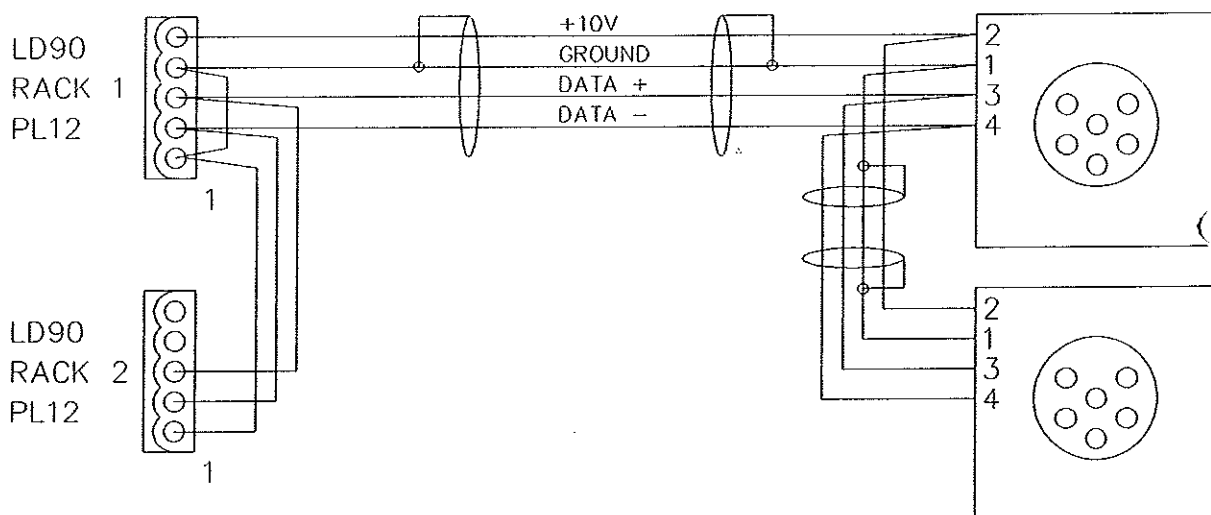 LD90
RACK 1
PL12
1
+10V
GROUND
DATA +
DATA -
2
1
3
4
LD90
RACK 2
PL12
1
2
1
3
4